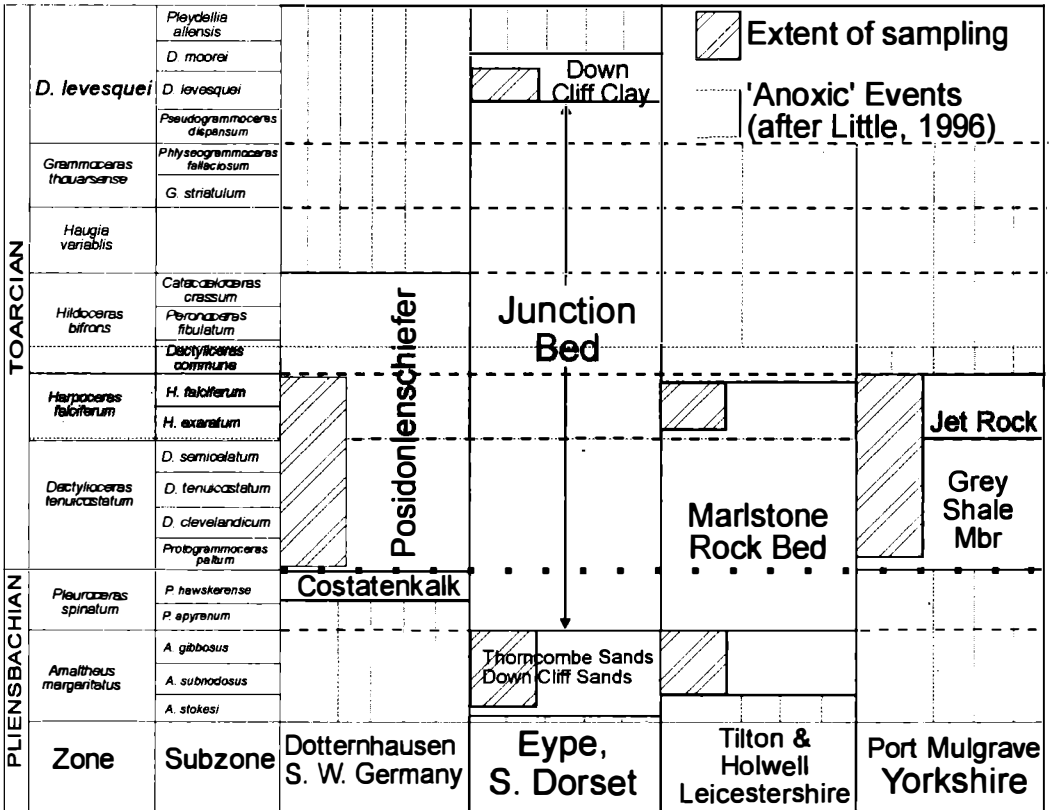 Pleydellia
aalensis
D. moorei
D. levesquei
D. levesquei
Pseudogrammoceras
dispansum
Grammoceras
thouarsense
Phlyseogrammoceras
fallaciosum
G. striatulum
Haugia
variablis
TOARCIAN
Hildoceras
bifrons
Catacoeloceras
crassum
Peronoceras
fibulatum
Dactylioceras
commune
Harpoceras
falciferum
H. falciferum
H. exaratum
Dactylioceras
tenuicostatum
D. semicelatum
D. tenuicostatum
D. clevelandicum
Protogrammoceras
paltum
PLIENSBACHIAN
Pleuroceras
spinatum
P. hawskerense
P. apyrenum
Amaltheus
margaritatus
A. gibbosus
A. subnodosus
A. stokesi
Posidonienschiefer
Costatenkalk
Down
Cliff Clay
Junction
Bed
Thorncombe Sands
Down Cliff Sands
Extent of sampling
'Anoxic' Events
(after Little, 1996)
Marlstone
Rock Bed
Jet Rock
Grey
Shale
Mbr
Zone
Subzone
Dotternhausen
S. W. Germany
Eype,
S. Dorset
Tilton &
Holwell
Leicestershire
Port Mulgrave
Yorkshire